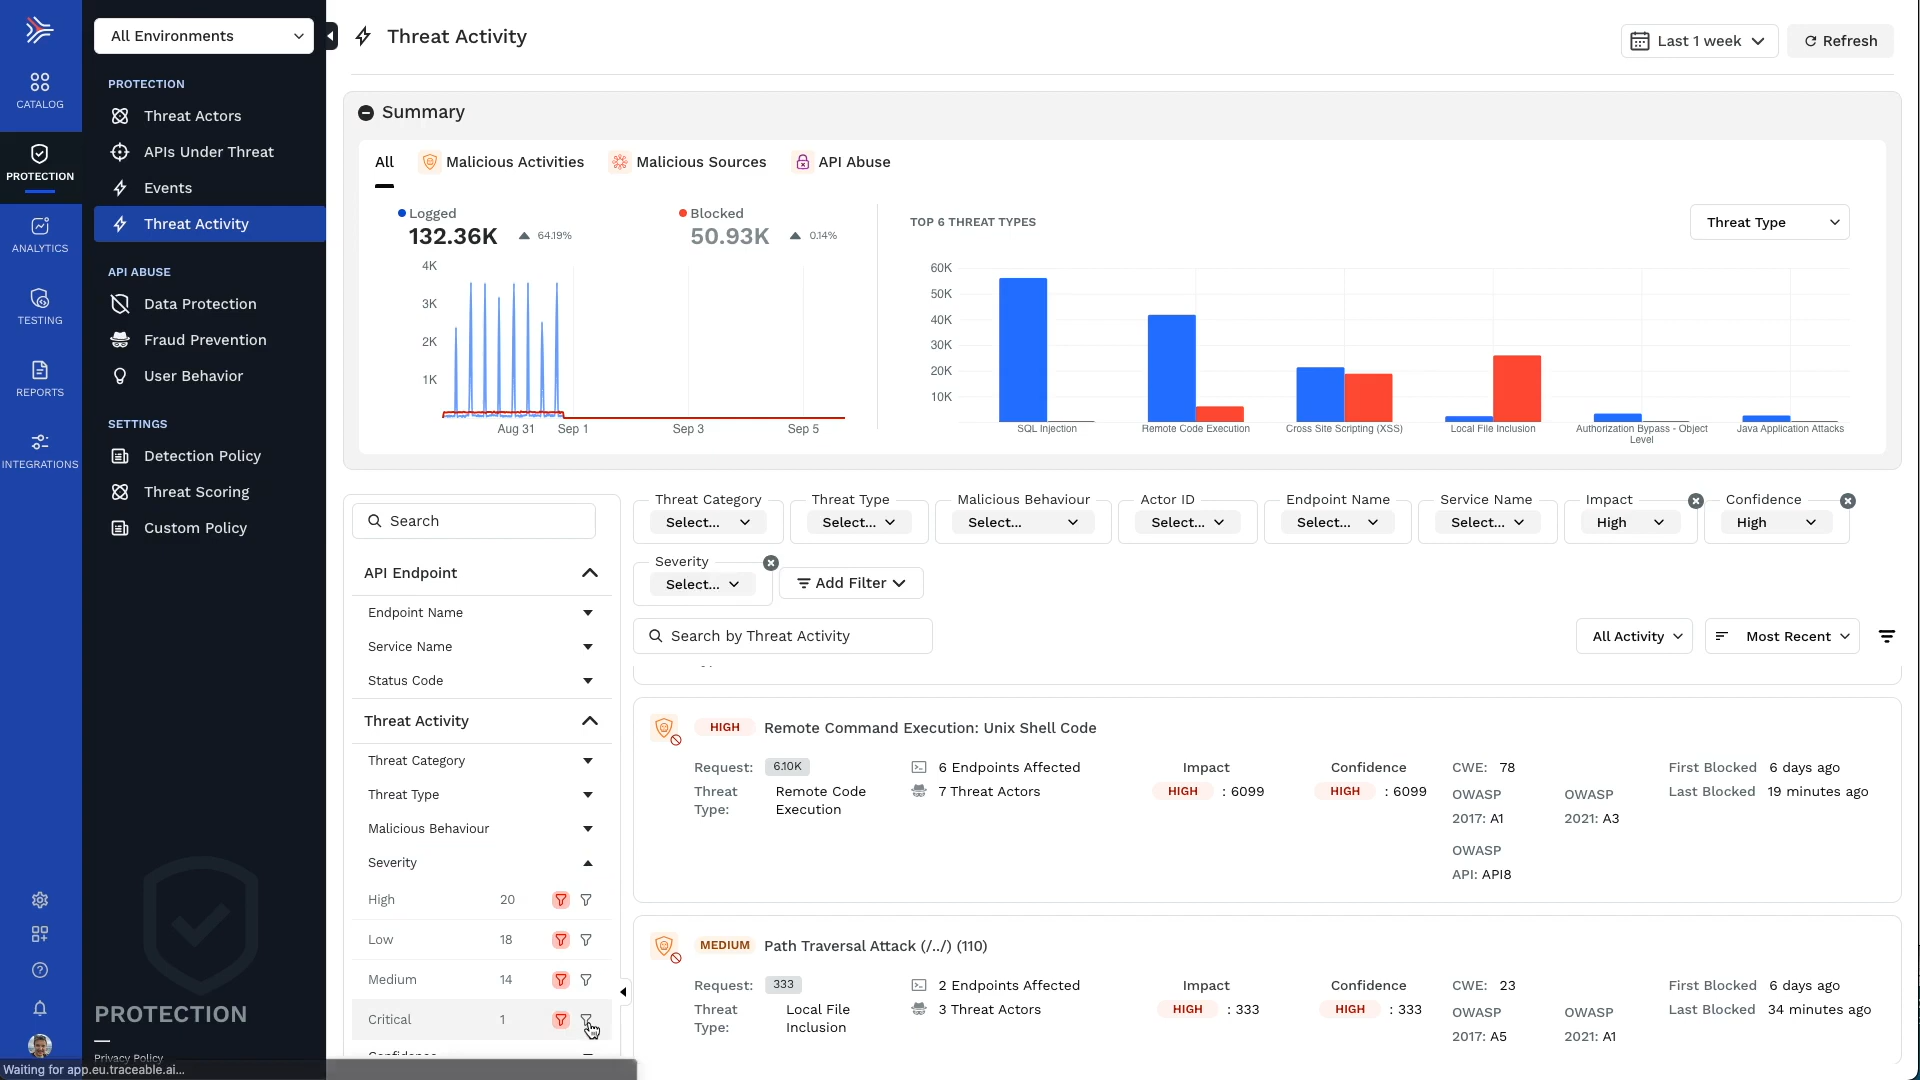 All Environments
CATALOG
PROTECTION
ANALYTICS
TESTING
REPORTS
INTEGRATIONS
PROTECTION
Threat Actors
APIs Under Threat
Events
Threat Activity
API ABUSE
Data Protection
Fraud Prevention
User Behavior
SETTINGS
Detection Policy
Threat Scoring
Custom Policy
PROTECTION
Privacy Policy
Waiting for app.eu.traceable.ai...
Threat Activity
Last 1 week
Refresh
Summary
All Malicious Activities Malicious Sources API Abuse
Logged
132.36K 64.19%
Blocked
50.93K 0.14%
4K
3K
2K
1K
Aug 31 Sep 1 Sep 3 Sep 5
TOP 6 THREAT TYPES
Threat Type
60K
50K
40K
30K
20K
10K
SQL Injection
Remote Code Execution
Cross Site Scripting (XSS)
Local File Inclusion
Authorization Bypass - Object
Level
Java Application Attacks
Search
API Endpoint
Endpoint Name
Service Name
Status Code
Threat Activity
Threat Category
Threat Type
Malicious Behaviour
Severity
High 20
Low 18
Medium 14
Critical 1
Threat Category
Select...
Threat Type
Select...
Malicious Behaviour
Select...
Actor ID
Select...
Endpoint Name
Select...
Service Name
Select...
Impact
High
Confidence
High
Severity
Select...
Add Filter
Search by Threat Activity
All Activity
Most Recent
HIGH Remote Command Execution: Unix Shell Code
Request: 6.10K
Threat
Type:
Remote Code
Execution
6 Endpoints Affected
7 Threat Actors
Impact
HIGH : 6099
Confidence
HIGH : 6099
CWE: 78
OWASP
2017: A1
OWASP
2021: A3
OWASP
API: API8
First Blocked 6 days ago
Last Blocked 19 minutes ago
MEDIUM Path Traversal Attack (/../) (110)
Request: 333
Threat
Type:
Local File
Inclusion
2 Endpoints Affected
3 Threat Actors
Impact
HIGH : 333
Confidence
HIGH : 333
CWE: 23
OWASP
2017: A5
OWASP
2021: A1
First Blocked 6 days ago
Last Blocked 34 minutes ago